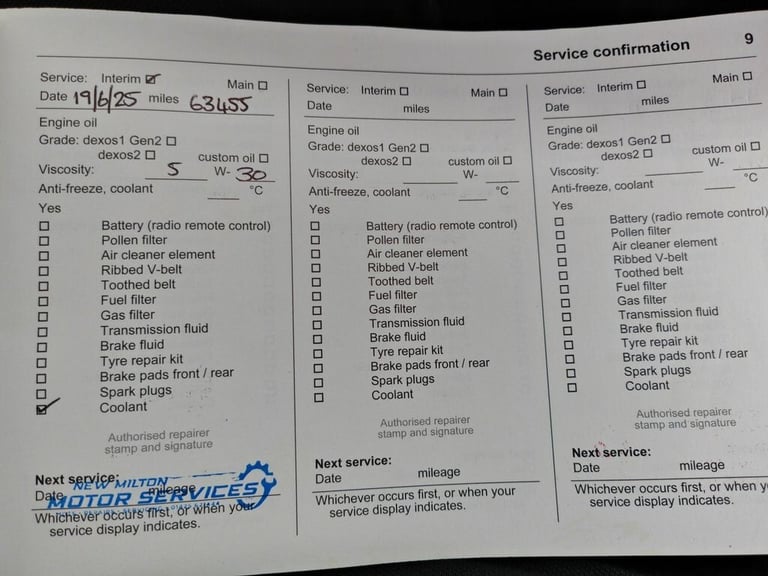 Service confirmation 9
Service: Interim ☑ Main ☐
Date 19/6/25 miles 63455
Engine oil
Grade: dexos1 Gen2 ☐
dexos2 ☐ custom oil ☐
Viscosity: 5 W- 30
Anti-freeze, coolant ____ °C
Yes
☐ Battery (radio remote control)
☐ Pollen filter
☐ Air cleaner element
☐ Ribbed V-belt
☐ Toothed belt
☐ Fuel filter
☐ Gas filter
☐ Transmission fluid
☐ Brake fluid
☐ Tyre repair kit
☐ Brake pads front / rear
☐ Spark plugs
☑ Coolant
Authorised repairer
stamp and signature
Next service:
Date mileage
NEW MILTON
MOTOR SERVICES
Whichever occurs first, or when your
service display indicates.
Service: Interim ☐ Main ☐
Date miles
Engine oil
Grade: dexos1 Gen2 ☐
dexos2 ☐ custom oil ☐
Viscosity: ____ W- ____
Anti-freeze, coolant ____ °C
Yes
☐ Battery (radio remote control)
☐ Pollen filter
☐ Air cleaner element
☐ Ribbed V-belt
☐ Toothed belt
☐ Fuel filter
☐ Gas filter
☐ Transmission fluid
☐ Brake fluid
☐ Tyre repair kit
☐ Brake pads front / rear
☐ Spark plugs
☐ Coolant
Authorised repairer
stamp and signature
Next service:
Date mileage
Whichever occurs first, or when your
service display indicates.
Service: Interim ☐ Main ☐
Date miles
Engine oil
Grade: dexos1 Gen2 ☐
dexos2 ☐ custom oil ☐
Viscosity: ____ W- ____
Anti-freeze, coolant ____ °C
Yes
☐ Battery (radio remote control)
☐ Pollen filter
☐ Air cleaner element
☐ Ribbed V-belt
☐ Toothed belt
☐ Fuel filter
☐ Gas filter
☐ Transmission fluid
☐ Brake fluid
☐ Tyre repair kit
☐ Brake pads front / rear
☐ Spark plugs
☐ Coolant
Authorised repairer
stamp and signature
Next service:
Date mileage
Whichever occurs first, or when
service display indicates.